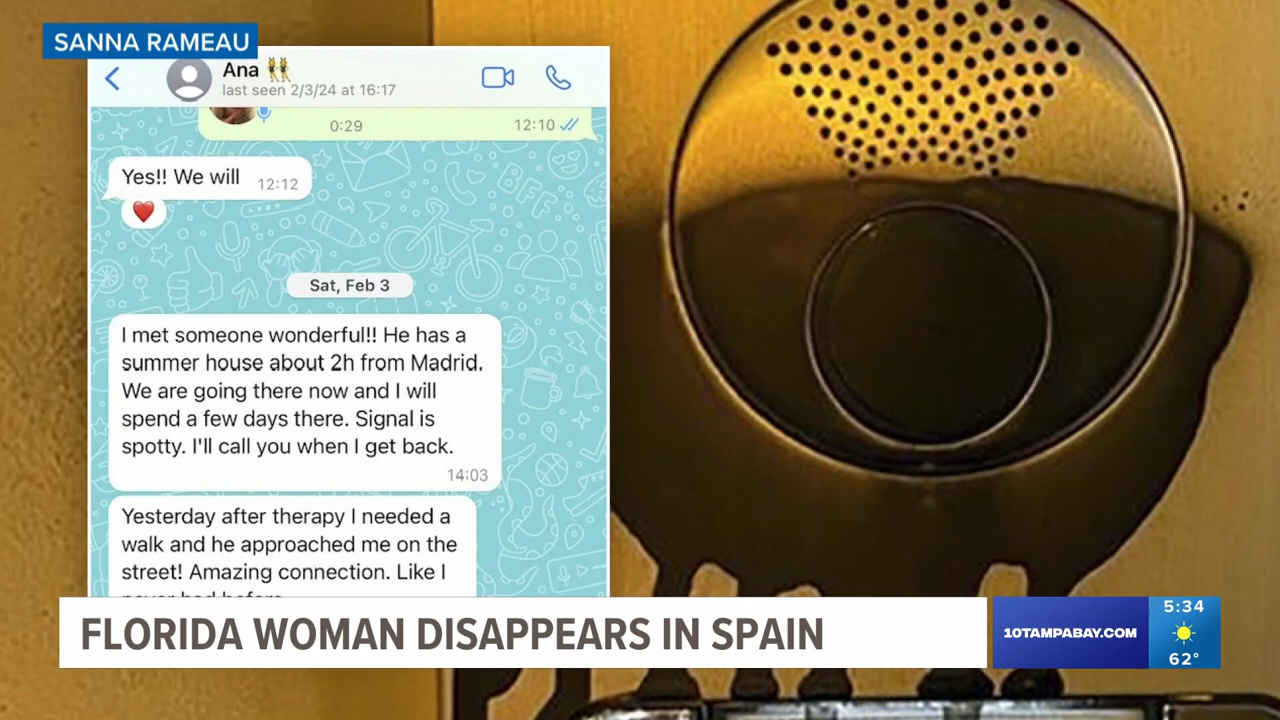 SANNA RAMEAU
Ana 👯
last seen 2/3/24 at 16:17
0:29
12:10
Yes!! We will
12:12
Sat, Feb 3
I met someone wonderful!! He has a
summer house about 2h from Madrid.
We are going there now and I will
spend a few days there. Signal is
spotty. I'll call you when I get back.
14:03
Yesterday after therapy I needed a
walk and he approached me on the
street! Amazing connection. Like I
never had before
FLORIDA WOMAN DISAPPEARS IN SPAIN
10TAMPABAY.COM
5:34
62°
BFF